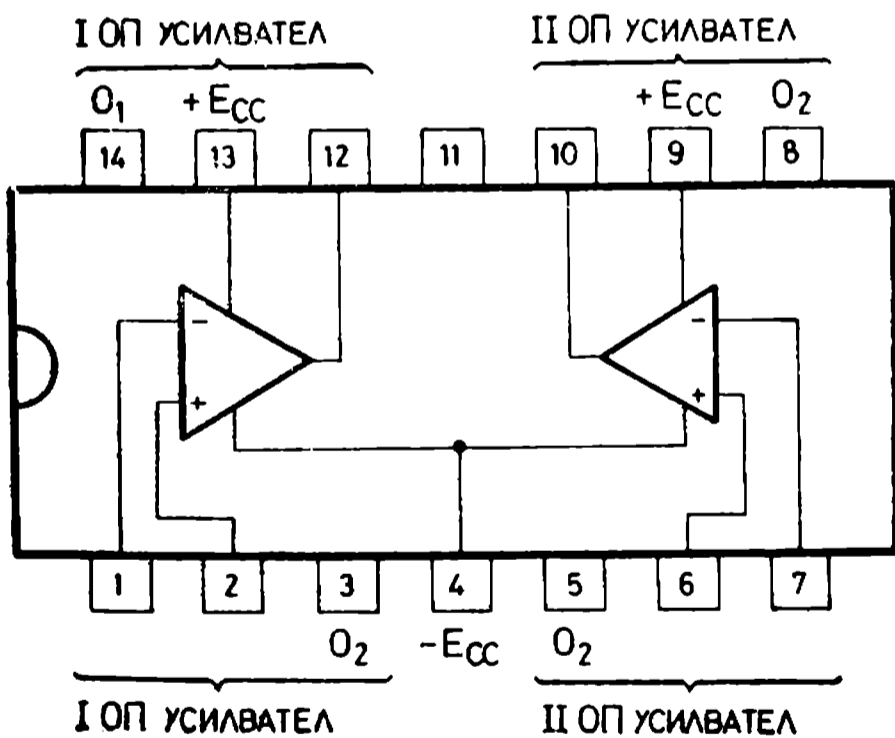 I ОП УСИЛВАТЕЛ II ОП УСИЛВАТЕЛ
O₁ +ECC +ECC O₂
14 13 12 11 10 9 8
− −
+ +
1 2 3 4 5 6 7
O₂ −ECC O₂
I ОП УСИЛВАТЕЛ II ОП УСИЛВАТЕЛ